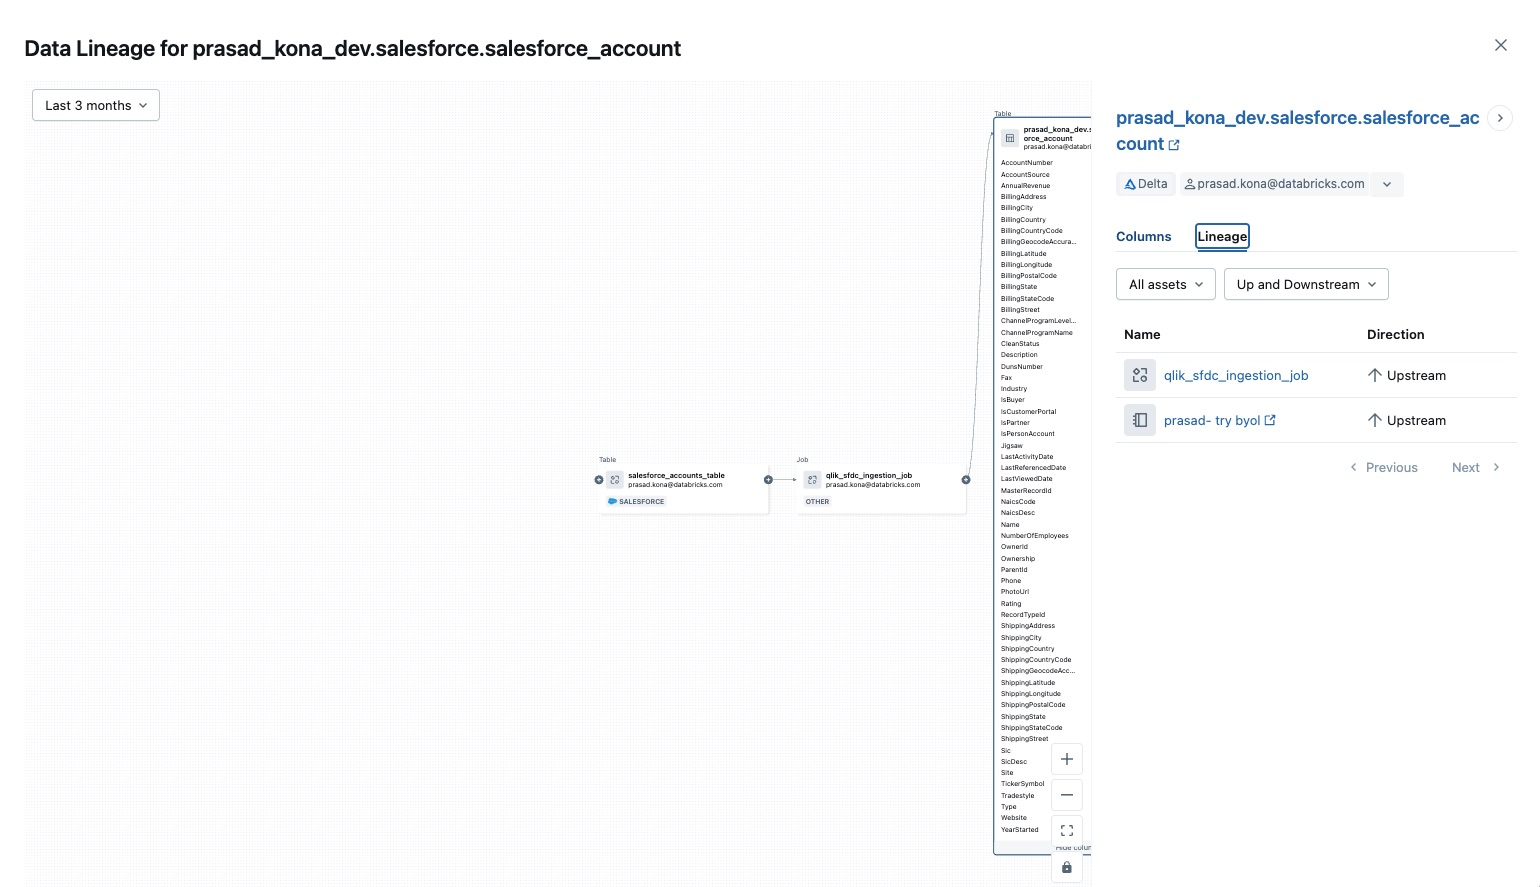 Data Lineage for prasad_kona_dev.salesforce.salesforce_account
Last 3 months
Table
salesforce_accounts_table
prasad.kona@databricks.com
SALESFORCE
Job
qlik_sfdc_ingestion_job
prasad.kona@databricks.com
OTHER
Table
prasad_kona_dev.s
orce_account
prasad.kona@databri
AccountNumber
AccountSource
AnnualRevenue
BillingAddress
BillingCity
BillingCountry
BillingCountryCode
BillingGeocodeAccura...
BillingLatitude
BillingLongitude
BillingPostalCode
BillingState
BillingStateCode
BillingStreet
ChannelProgramLevel...
ChannelProgramName
CleanStatus
Description
DunsNumber
Fax
Industry
IsBuyer
IsCustomerPortal
IsPartner
IsPersonAccount
Jigsaw
LastActivityDate
LastReferencedDate
LastViewedDate
MasterRecordId
NaicsCode
NaicsDesc
Name
NumberOfEmployees
OwnerId
Ownership
ParentId
Phone
PhotoUrl
Rating
RecordTypeId
ShippingAddress
ShippingCity
ShippingCountry
ShippingCountryCode
ShippingGeocodeAcc...
ShippingLatitude
ShippingLongitude
ShippingPostalCode
ShippingState
ShippingStateCode
ShippingStreet
Sic
SicDesc
Site
TickerSymbol
Tradestyle
Type
Website
YearStarted
Hide colur
prasad_kona_dev.salesforce.salesforce_ac
count
Delta prasad.kona@databricks.com
Columns Lineage
All assets Up and Downstream
Name Direction
qlik_sfdc_ingestion_job Upstream
prasad- try byol Upstream
Previous Next